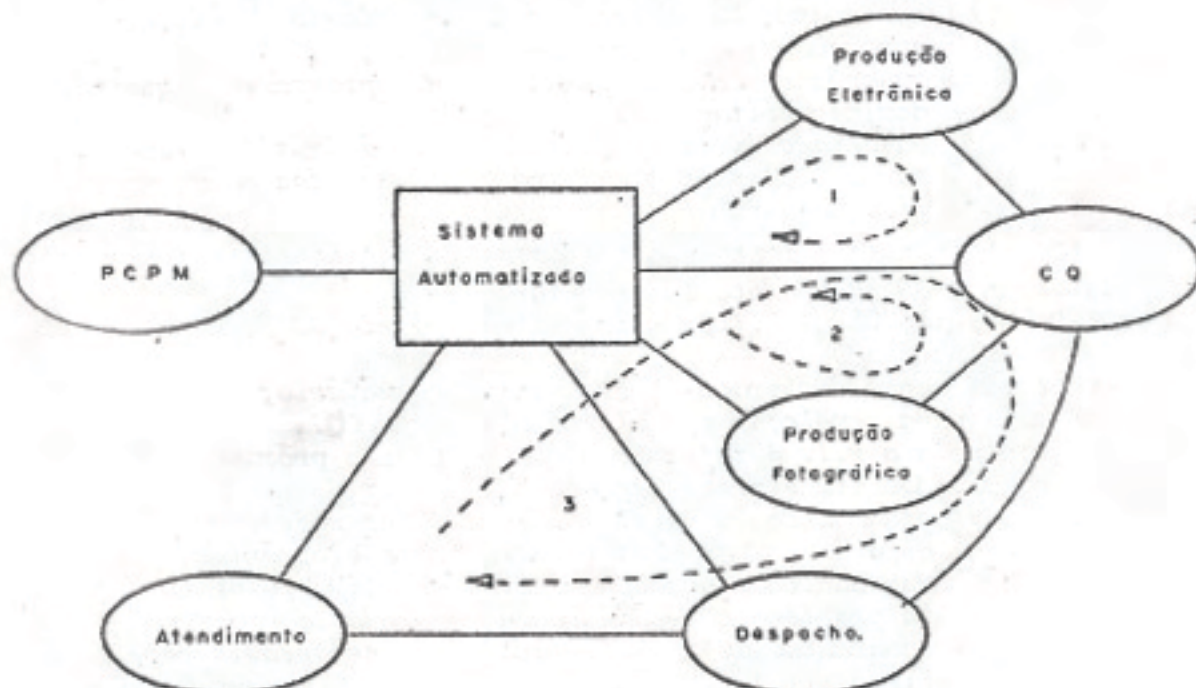 Produção
Eletrônica
1
Sistema
Automatizado
PCPM
CQ
2
Produção
Fotográfica
3
Atendimento
Despacho.